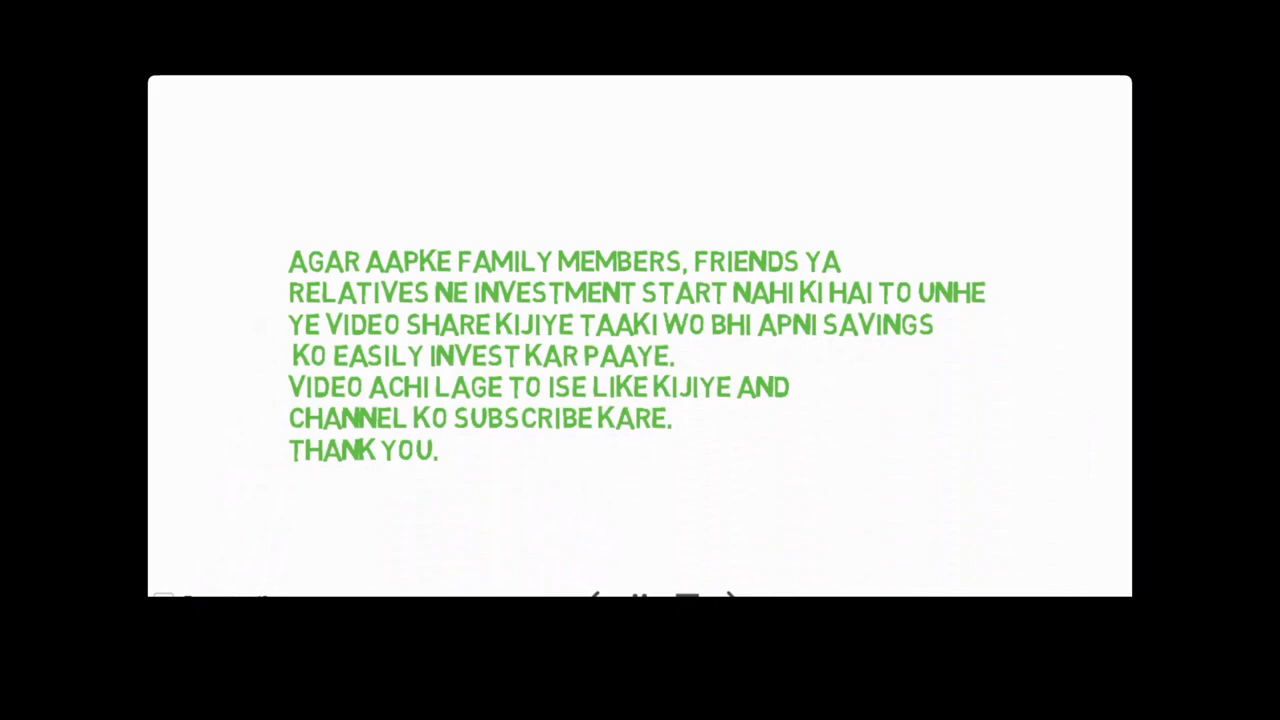 AGAR AAPKE FAMILY MEMBERS, FRIENDS YA
RELATIVES NE INVESTMENT START NAHI KI HAI TO UNHE
YE VIDEO SHARE KIJIYE TAAKI WO BHI APNI SAVINGS
KO EASILY INVEST KAR PAAYE.
VIDEO ACHI LAGE TO ISE LIKE KIJIYE AND
CHANNEL KO SUBSCRIBE KARE.
THANK YOU.